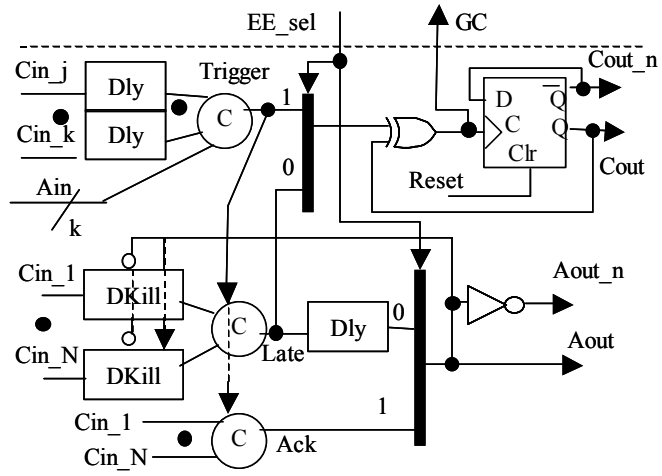 EE_sel
GC
Cin_j
Dly
Trigger
Cout_n
Cin_k
Dly
C
1
D
Q
C
Q
Clr
Cout
Ain
k
0
Reset
Cin_1
DKill
C
Late
Dly
0
Aout_n
Cin_N
DKill
Aout
Cin_1
Cin_N
C
Ack
1